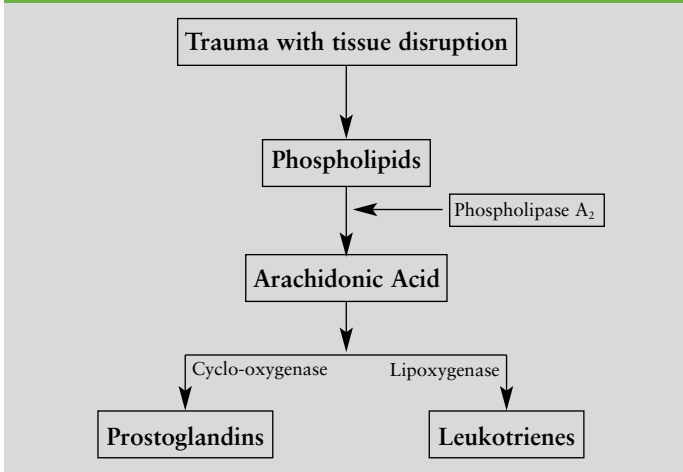 Trauma with tissue disruption
Phospholipids
Phospholipase A₂
Arachidonic Acid
Cyclo-oxygenase
Lipoxygenase
Prostoglandins
Leukotrienes